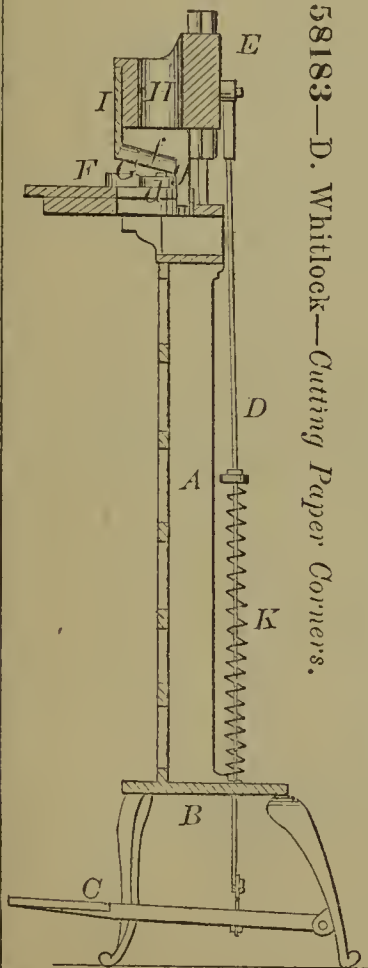 58183—D. Whitlock—Cutting Paper Corners.
E
I H
F G f
J
D
A
K
B
C